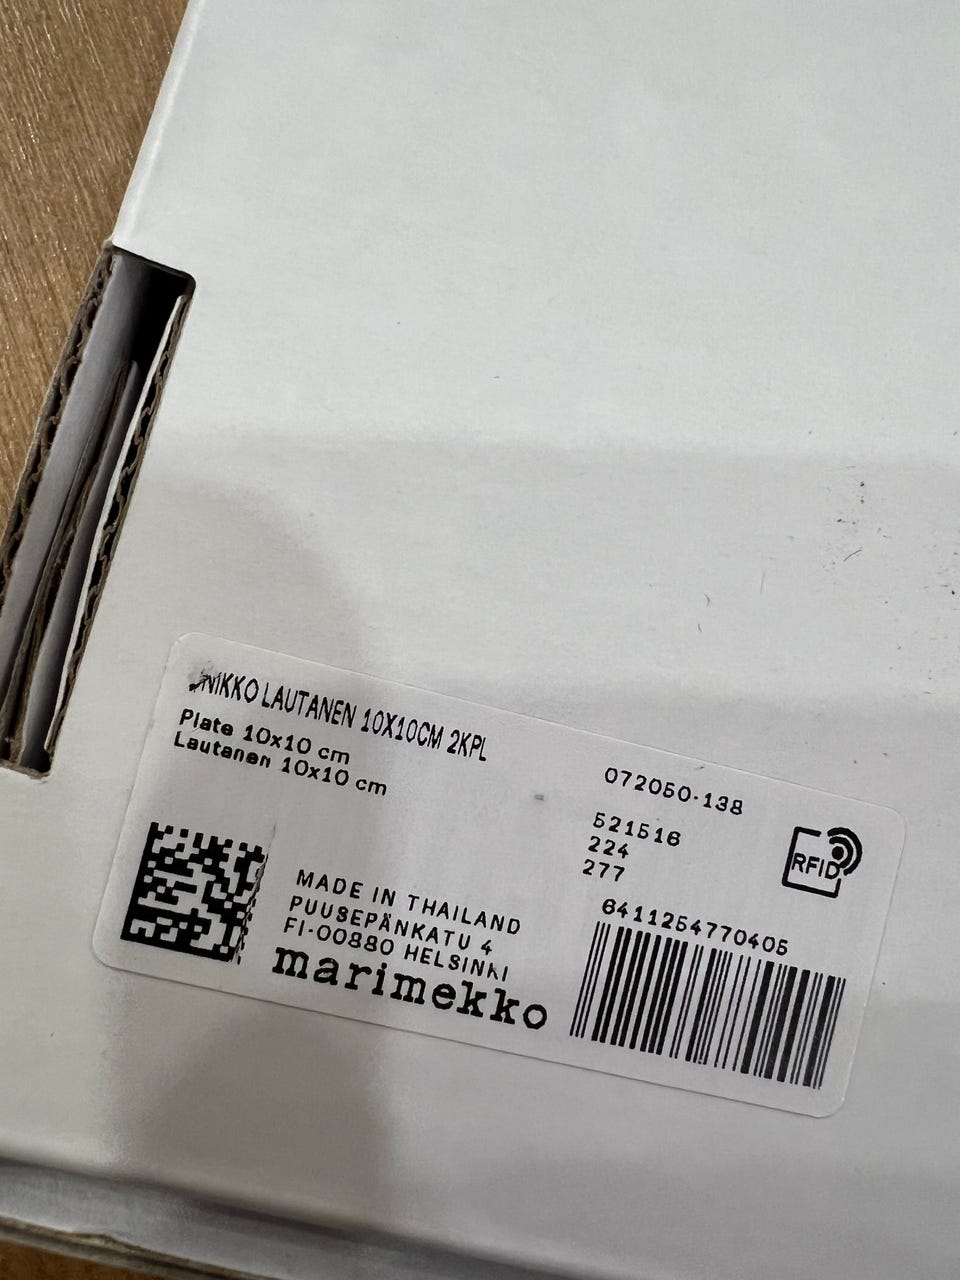 UNIKKO LAUTANEN 10X10CM 2KPL
Plate 10x10 cm
Lautanen 10x10 cm
072050-138
521516
224
277
RFID
MADE IN THAILAND
PUUSEPÄNKATU 4
FI-00880 HELSINKI
marimekko
6411254770405